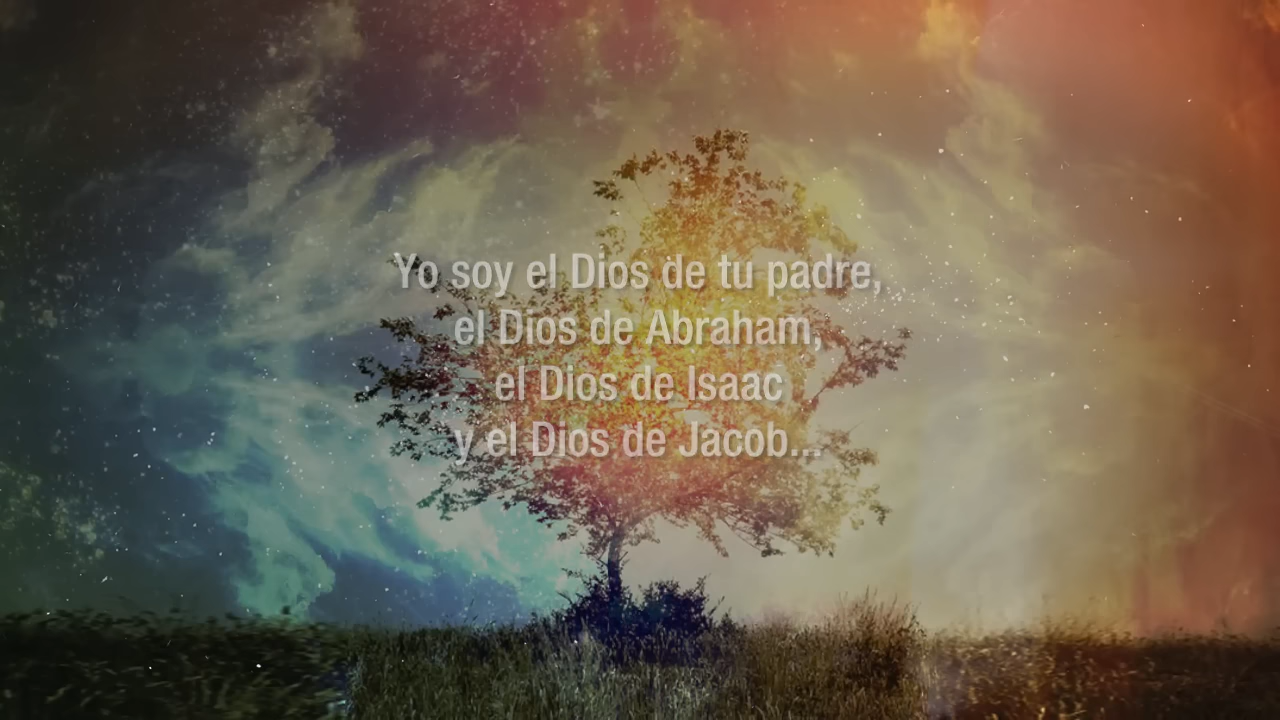 Yo soy el Dios de tu padre,
el Dios de Abraham,
el Dios de Isaac
y el Dios de Jacob...